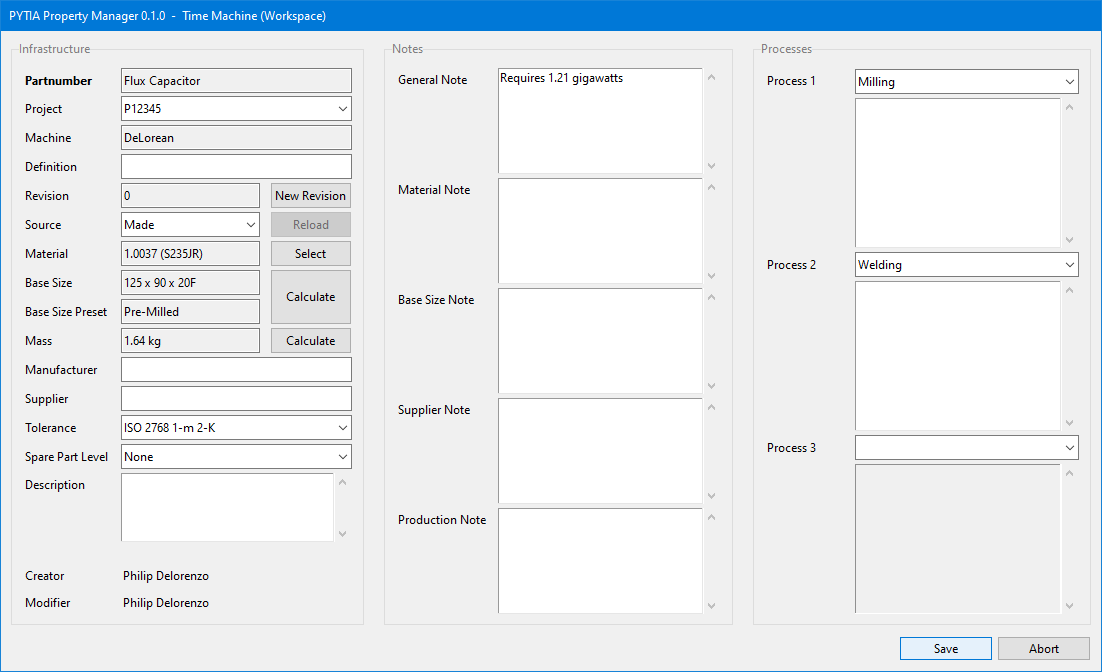 PYTIA Property Manager 0.1.0 - Time Machine (Workspace)
Infrastructure
Partnumber Flux Capacitor
Project P12345
Machine DeLorean
Definition
Revision 0 New Revision
Source Made Reload
Material 1.0037 (S235JR) Select
Base Size 125 x 90 x 20F
Calculate
Base Size Preset Pre-Milled
Mass 1.64 kg Calculate
Manufacturer
Supplier
Tolerance ISO 2768 1-m 2-K
Spare Part Level None
Description
Creator Philip Delorenzo
Modifier Philip Delorenzo
Notes
General Note Requires 1.21 gigawatts
Material Note
Base Size Note
Supplier Note
Production Note
Processes
Process 1 Milling
Process 2 Welding
Process 3
Save Abort